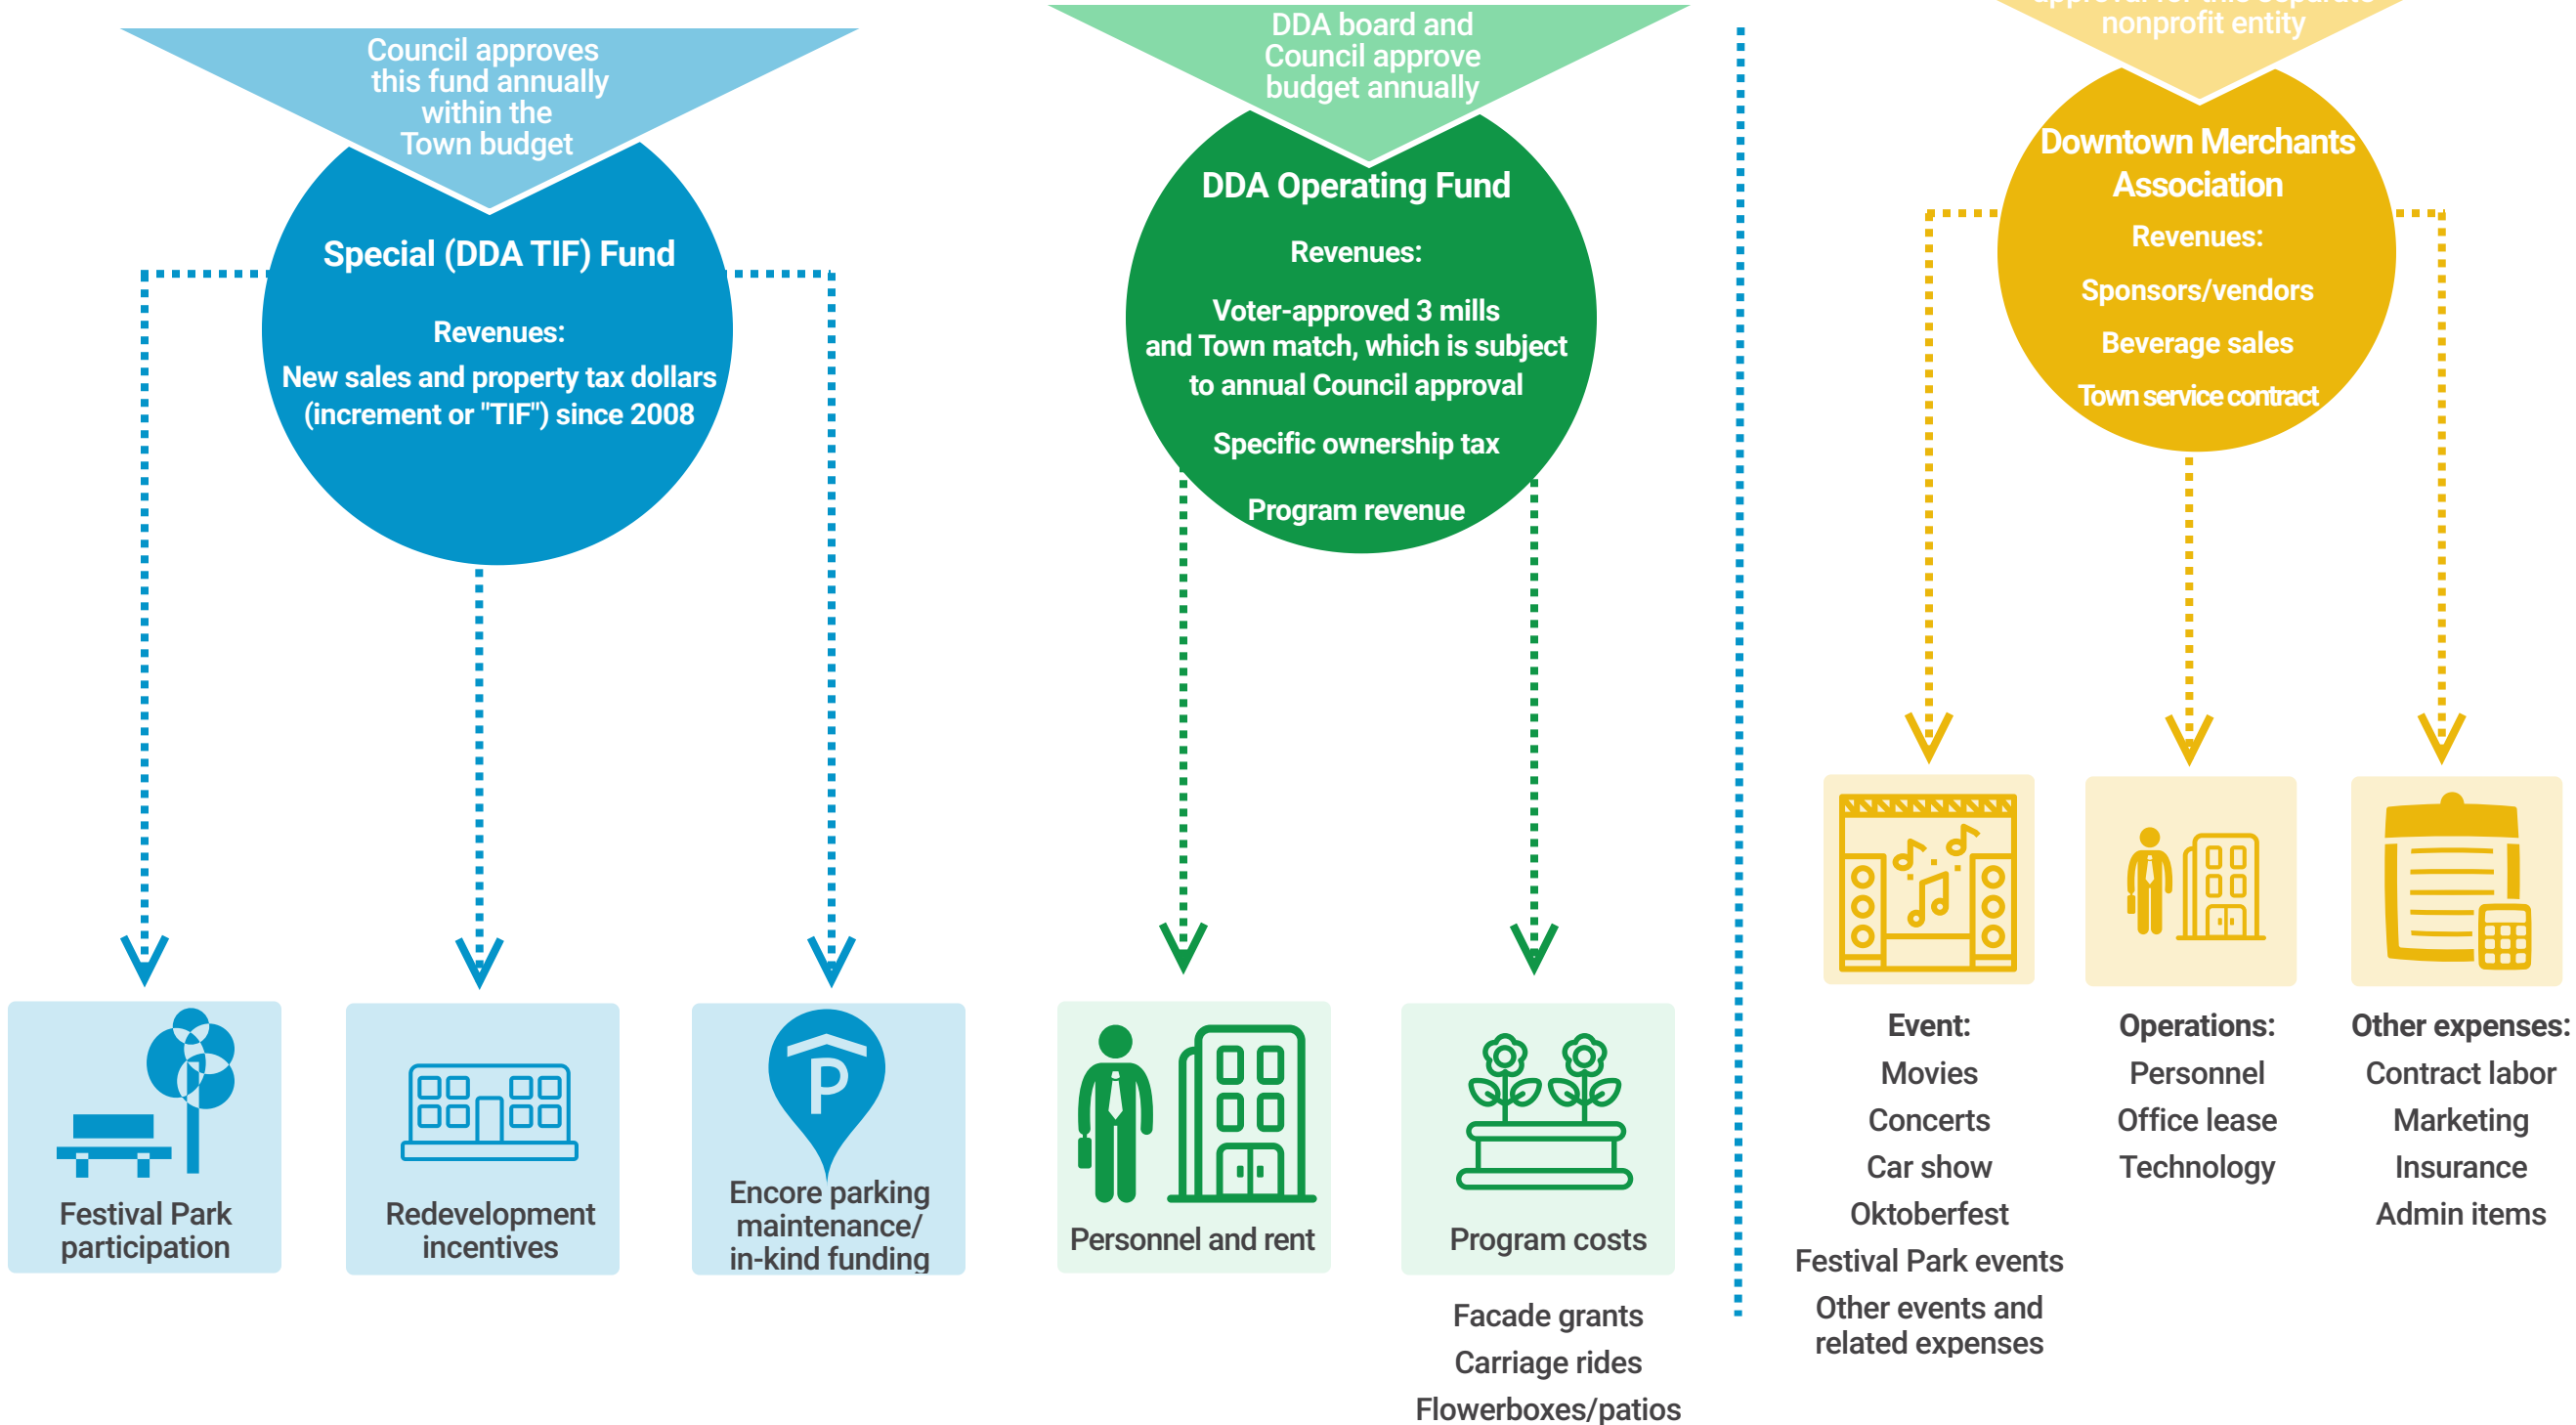 Council approves
this fund annually
within the
Town budget
Special (DDA TIF) Fund
Revenues:
New sales and property tax dollars
(increment or "TIF") since 2008
Festival Park
participation
Redevelopment
incentives
P
Encore parking
maintenance/
in-kind funding
DDA board and
Council approve
budget annually
DDA Operating Fund
Revenues:
Voter-approved 3 mills
and Town match, which is subject
to annual Council approval
Specific ownership tax
Program revenue
Personnel and rent
Program costs
Facade grants
Carriage rides
Flowerboxes/patios
approval for this separate
nonprofit entity
Downtown Merchants
Association
Revenues:
Sponsors/vendors
Beverage sales
Town service contract
Event:
Movies
Concerts
Car show
Oktoberfest
Festival Park events
Other events and
related expenses
Operations:
Personnel
Office lease
Technology
Other expenses:
Contract labor
Marketing
Insurance
Admin items